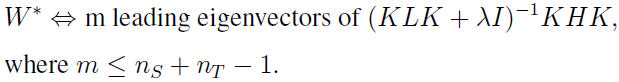 W* ⇔ m leading eigenvectors of (KLK + λI)⁻¹KHK,
where m ≤ n_S + n_T − 1.